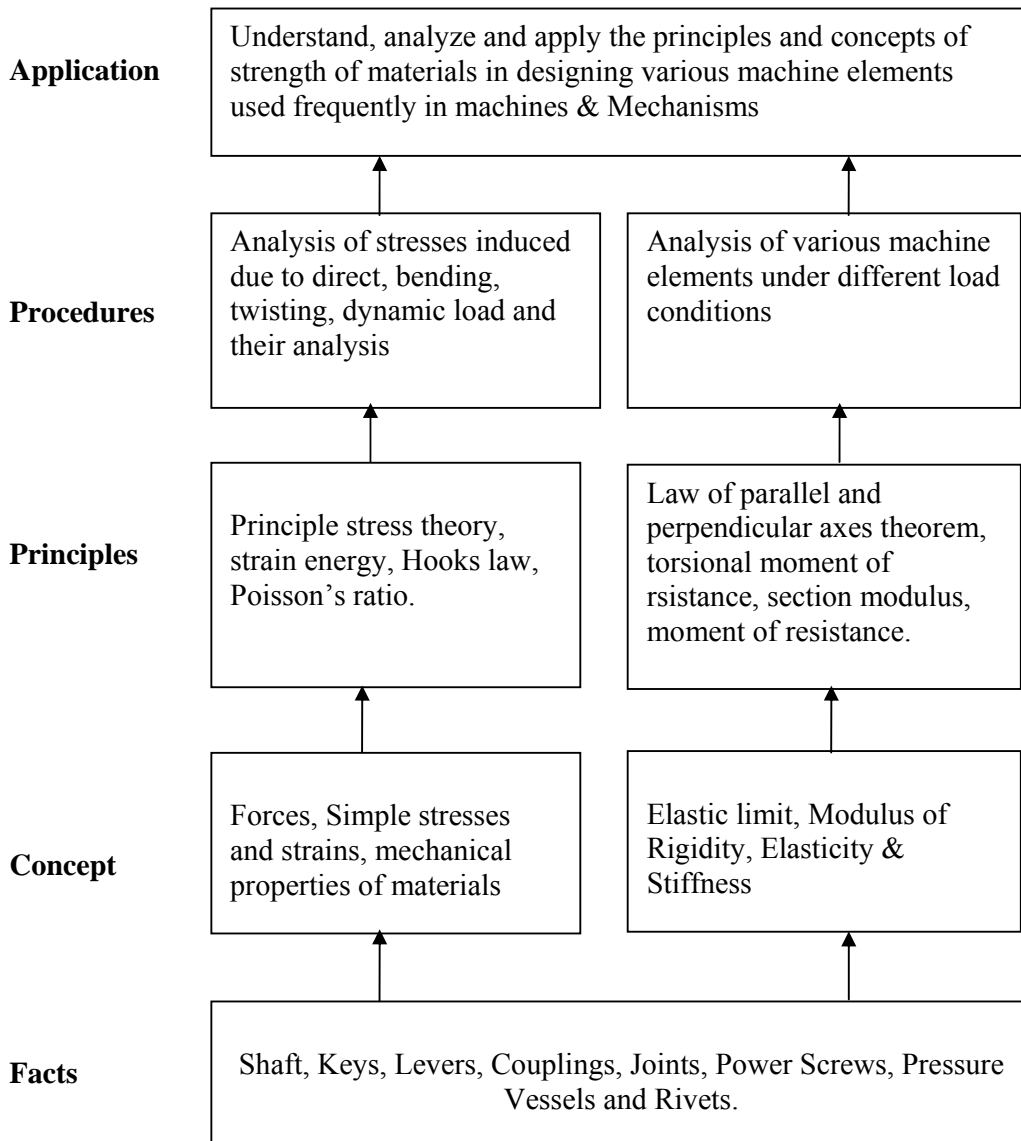 Application
Understand, analyze and apply the principles and concepts of
strength of materials in designing various machine elements
used frequently in machines & Mechanisms
Procedures
Analysis of stresses induced
due to direct, bending,
twisting, dynamic load and
their analysis
Analysis of various machine
elements under different load
conditions
Principles
Principle stress theory,
strain energy, Hooks law,
Poisson’s ratio.
Law of parallel and
perpendicular axes theorem,
torsional moment of
rsistance, section modulus,
moment of resistance.
Concept
Forces, Simple stresses
and strains, mechanical
properties of materials
Elastic limit, Modulus of
Rigidity, Elasticity &
Stiffness
Facts
Shaft, Keys, Levers, Couplings, Joints, Power Screws, Pressure
Vessels and Rivets.